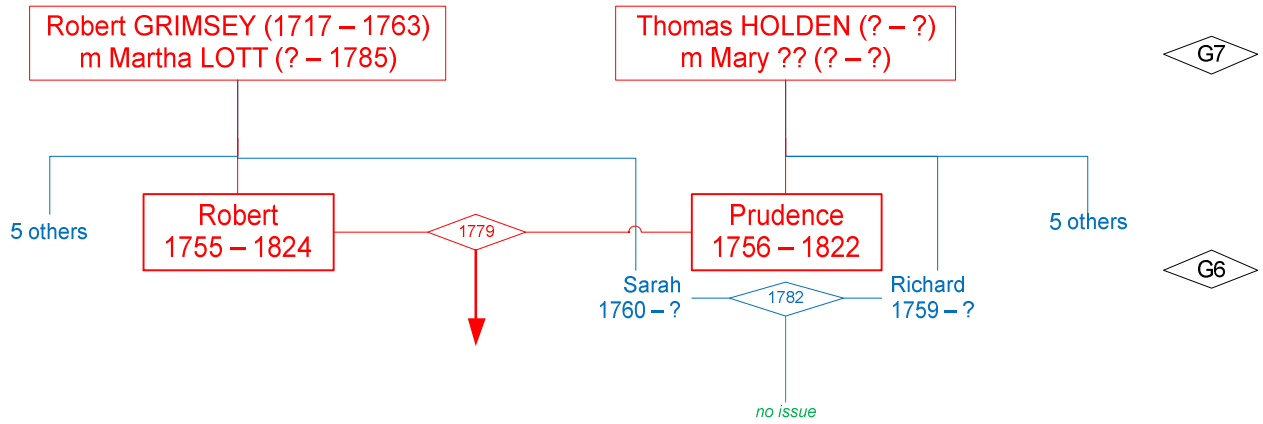 Robert GRIMSEY (1717 – 1763)
m Martha LOTT (? – 1785)
Thomas HOLDEN (? – ?)
m Mary ?? (? – ?)
G7
5 others
Robert
1755 – 1824
1779
Prudence
1756 – 1822
5 others
G6
Sarah
1760 – ?
1782
Richard
1759 – ?
no issue